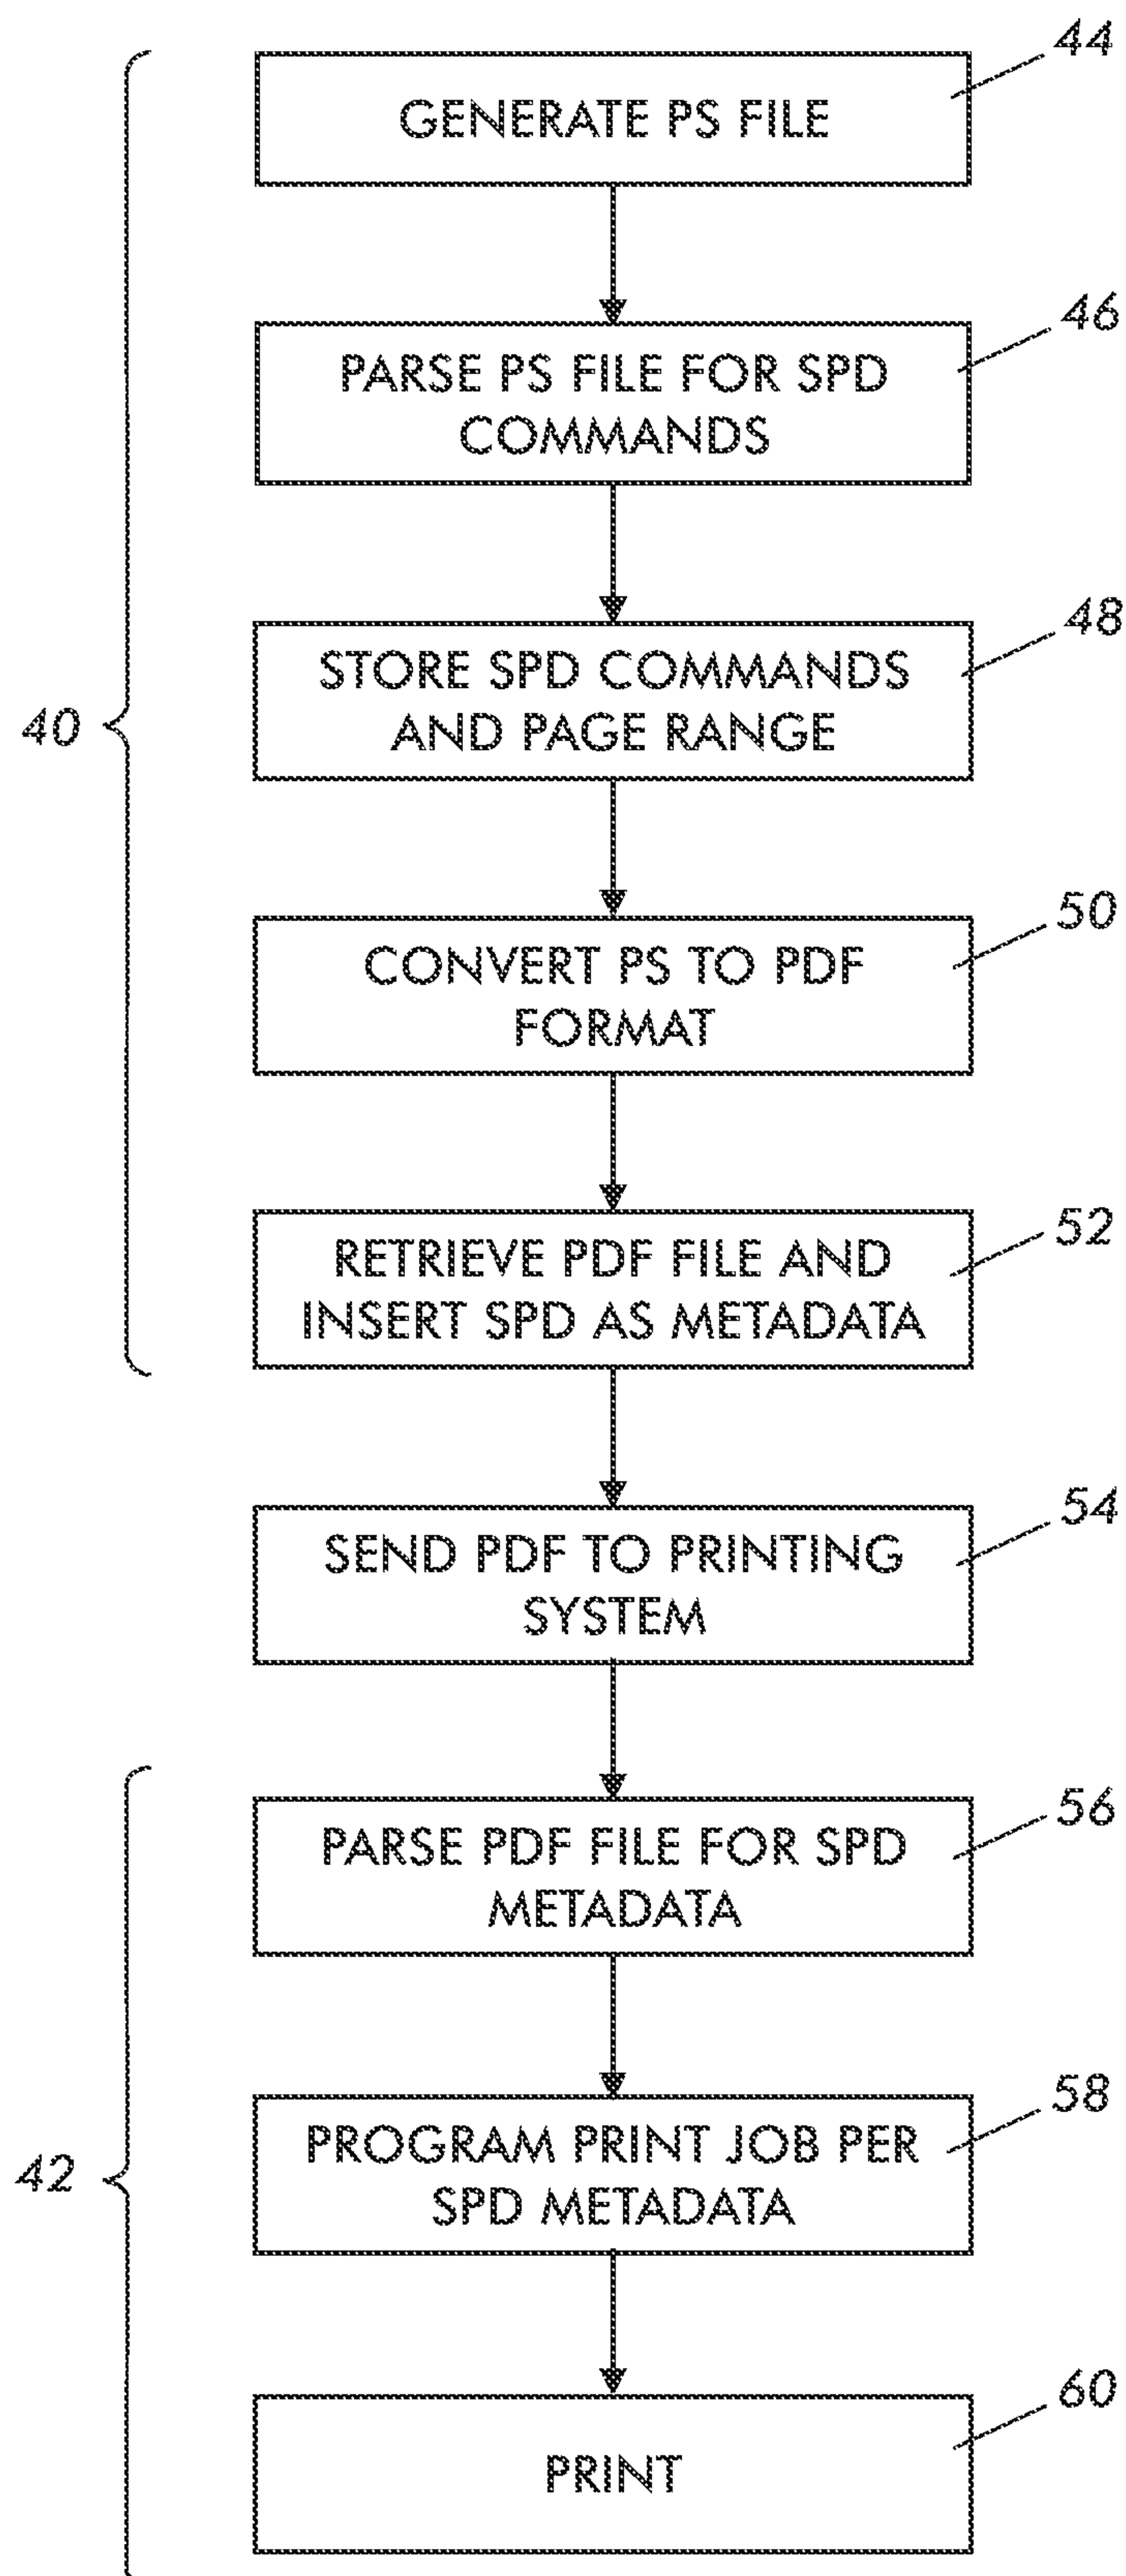 44
GENERATE PS FILE
46
PARSE PS FILE FOR SPD
COMMANDS
48
STORE SPD COMMANDS
AND PAGE RANGE
40
50
CONVERT PS TO PDF
FORMAT
52
RETRIEVE PDF FILE AND
INSERT SPD AS METADATA
54
SEND PDF TO PRINTING
SYSTEM
56
PARSE PDF FILE FOR SPD
METADATA
58
PROGRAM PRINT JOB PER
SPD METADATA
42
60
PRINT